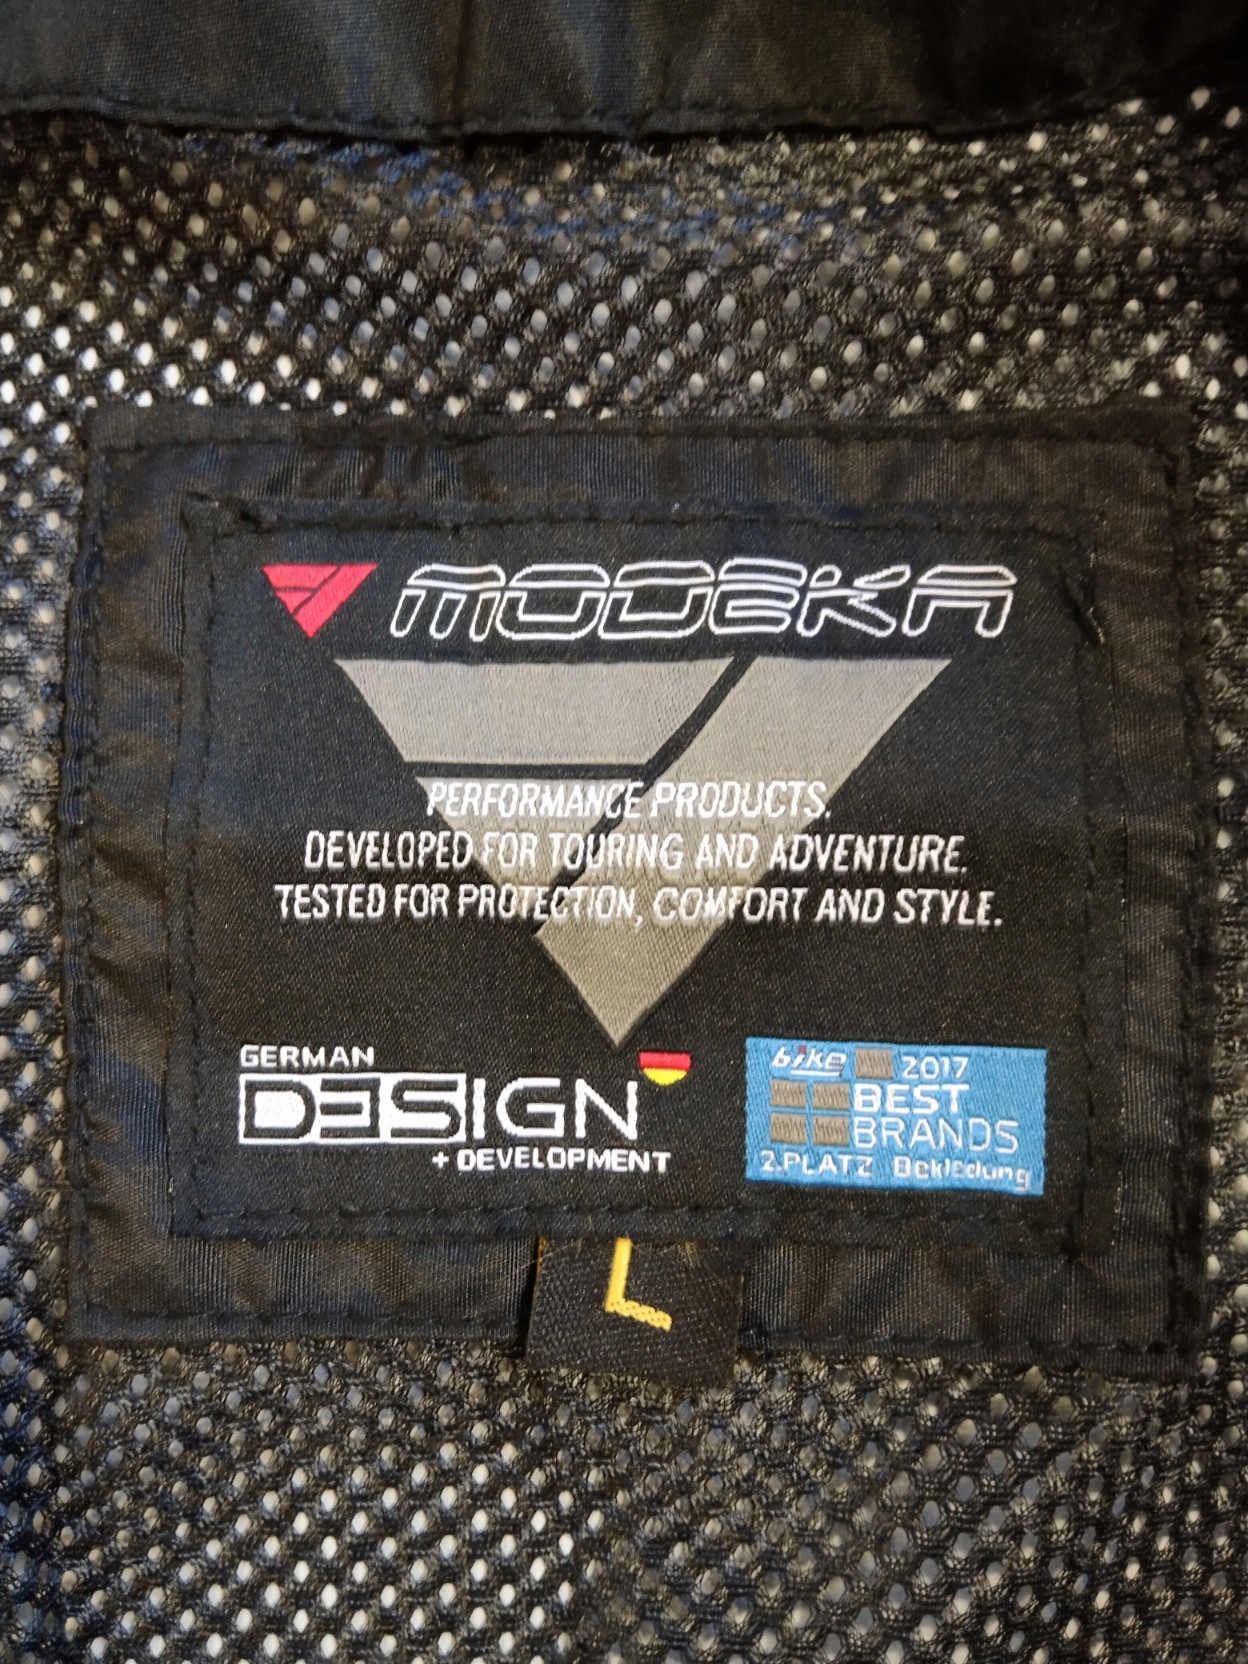 MODEKA
PERFORMANCE PRODUCTS.
DEVELOPED FOR TOURING AND ADVENTURE.
TESTED FOR PROTECTION, COMFORT AND STYLE.
GERMAN
DESIGN
+ DEVELOPMENT
bike 2017
BEST
BRANDS
2.PLATZ Bekleidung
L